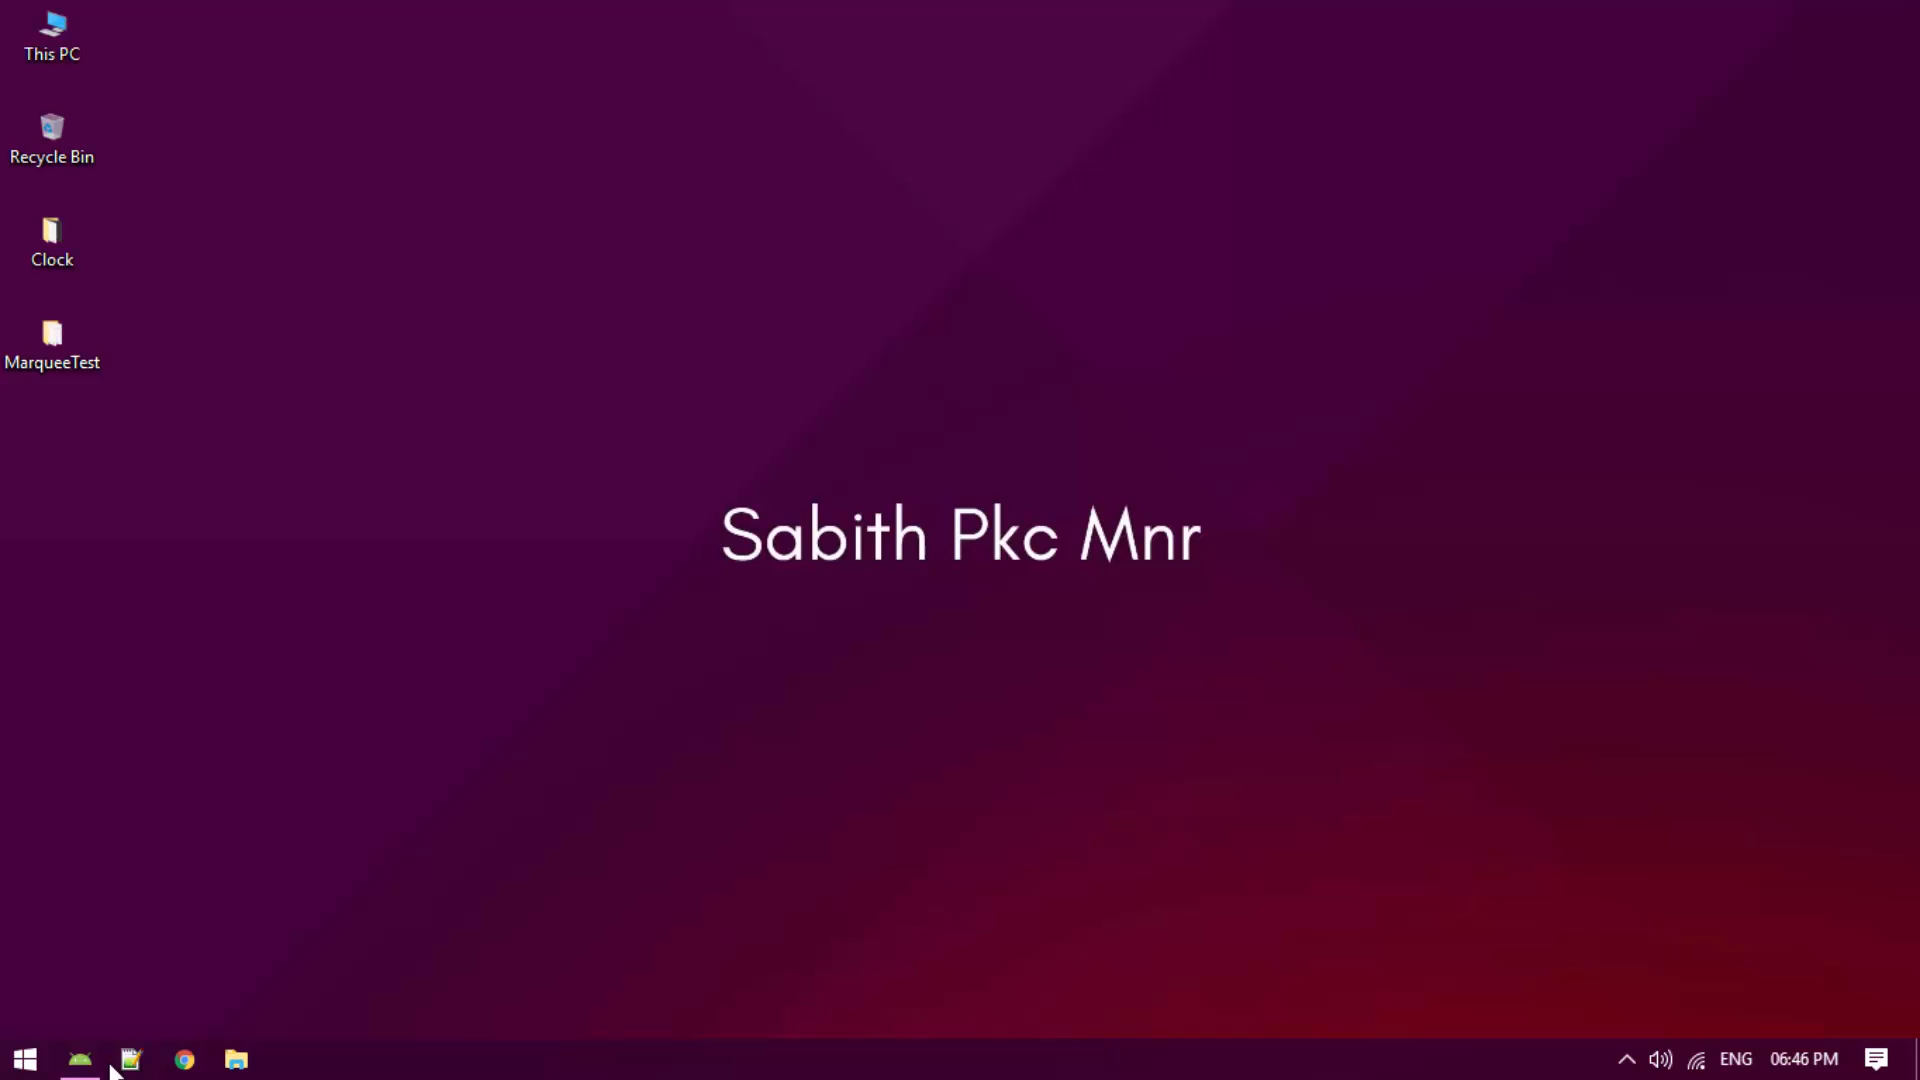 This PC
Recycle Bin
Clock
MarqueeTest
Sabith Pkc Mnr
ENG 06:46 PM